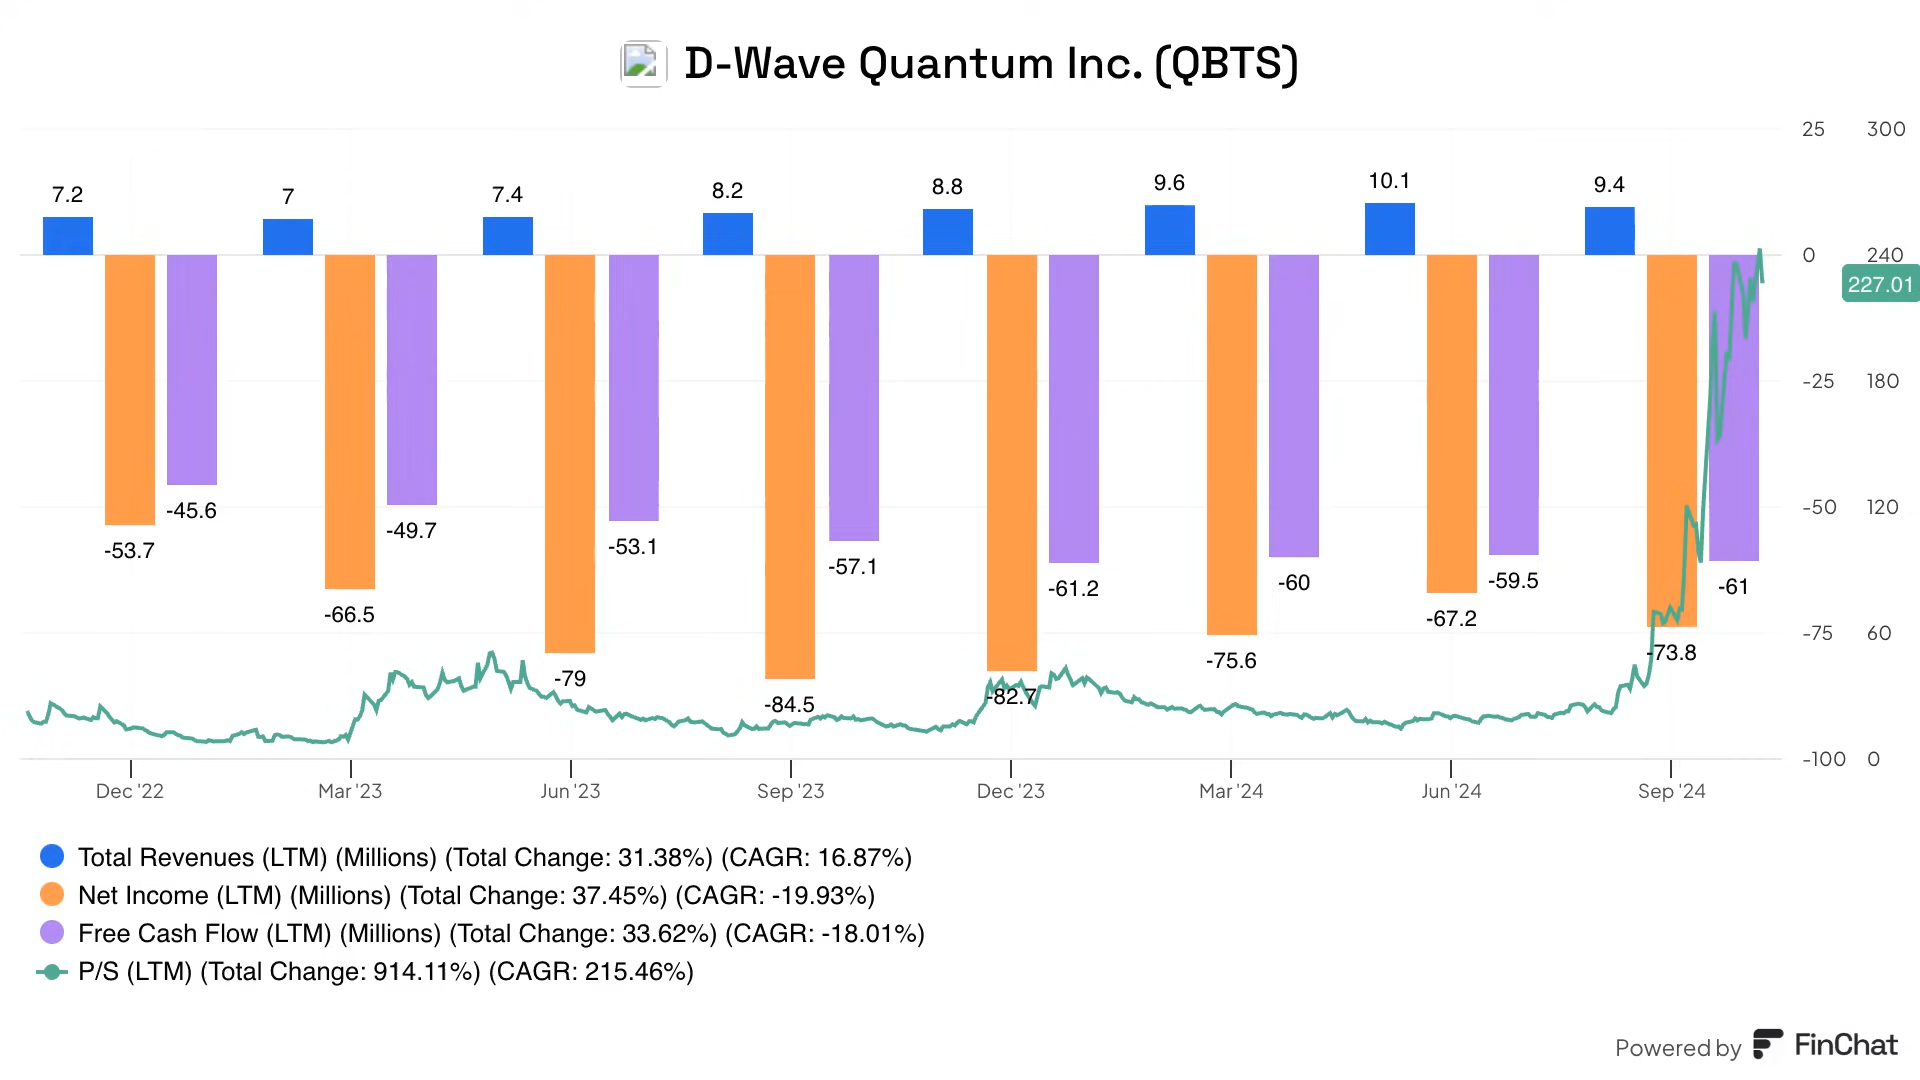 D-Wave Quantum Inc. (QBTS)
25 300
7.2 7 7.4 8.2 8.8 9.6 10.1 9.4
0 240
227.01
-25 180
-50 120
-53.7 -45.6 -66.5 -49.7 -79 -53.1 -84.5 -57.1 -82.7 -61.2 -75.6 -60 -67.2 -59.5 -73.8 -61
-75 60
-100 0
Dec '22 Mar '23 Jun '23 Sep '23 Dec '23 Mar '24 Jun '24 Sep '24
Total Revenues (LTM) (Millions) (Total Change: 31.38%) (CAGR: 16.87%)
Net Income (LTM) (Millions) (Total Change: 37.45%) (CAGR: -19.93%)
Free Cash Flow (LTM) (Millions) (Total Change: 33.62%) (CAGR: -18.01%)
P/S (LTM) (Total Change: 914.11%) (CAGR: 215.46%)
Powered by FinChat